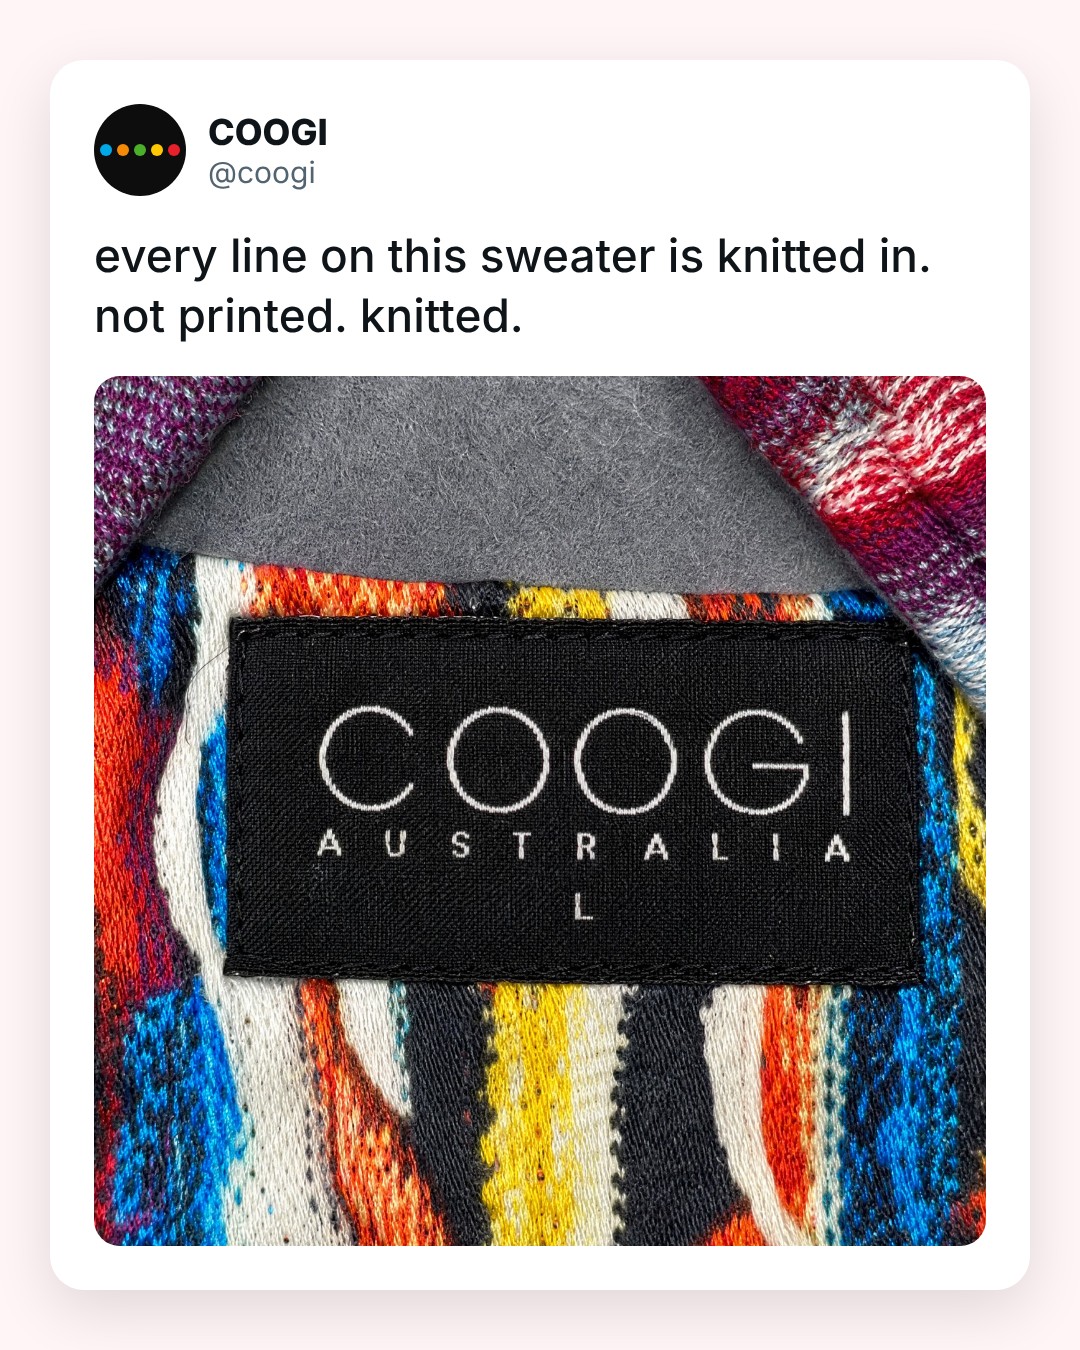 COOGI
@coogi
every line on this sweater is knitted in.
not printed. knitted.
COOGI
AUSTRALIA
L